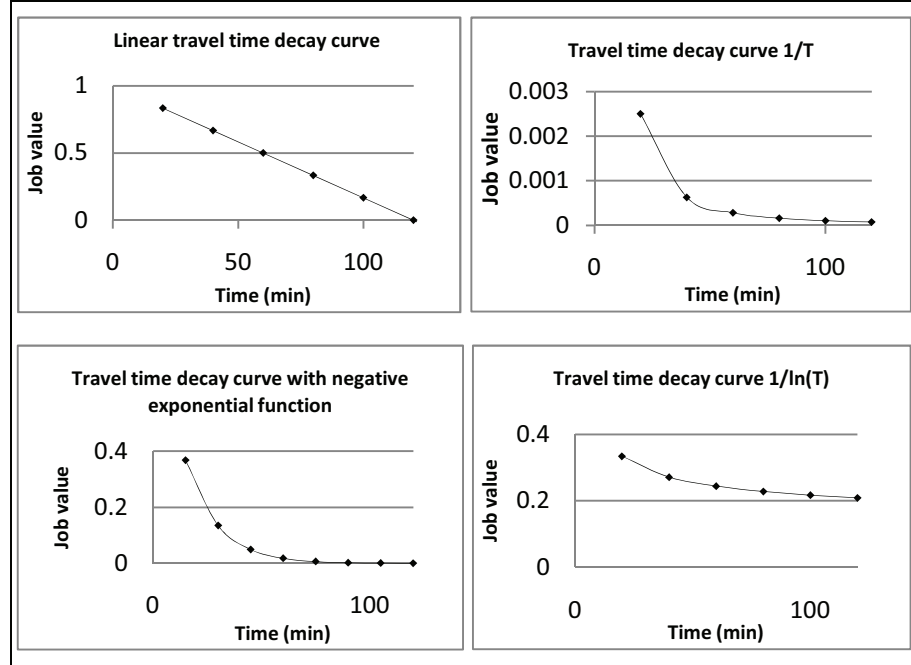 Linear travel time decay curve
Job value
1
0.5
0
0
50
100
Time (min)
Travel time decay curve 1/T
Job value
0.003
0.002
0.001
0
0
100
Time (min)
Travel time decay curve with negative
exponential function
Job value
0.4
0.2
0
0
100
Time (min)
Travel time decay curve 1/ln(T)
Job value
0.4
0.2
0
0
100
Time (min)